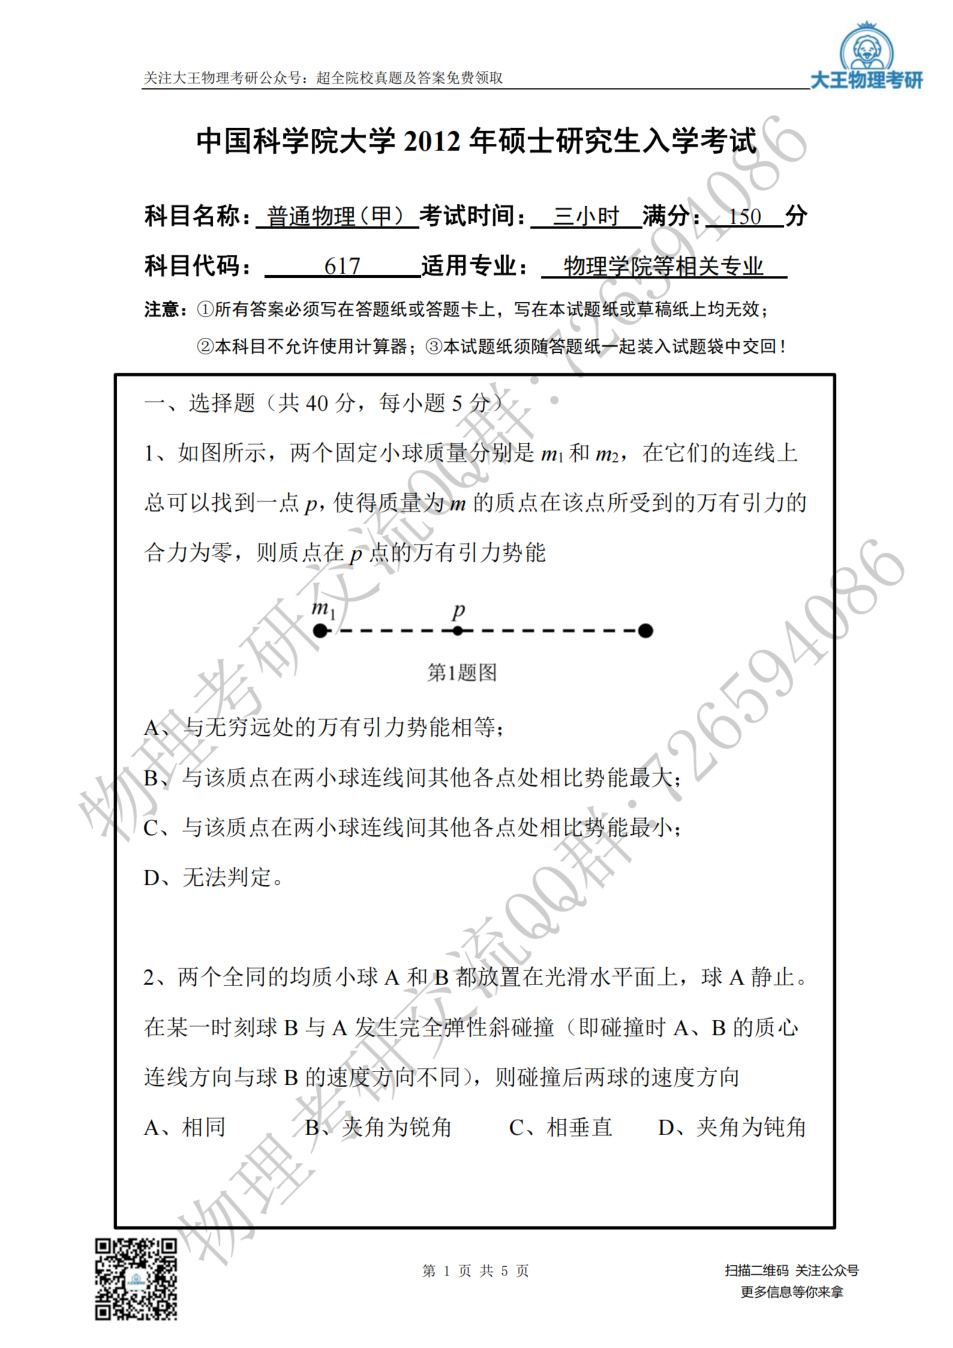 关注大王物理考研公众号：超全院校真题及答案免费领取
大王物理考研
中国科学院大学 2012 年硕士研究生入学考试
科目名称：普通物理（甲）考试时间： 三小时 满分： 150 分
科目代码： 617 适用专业： 物理学院等相关专业
注意：①所有答案必须写在答题纸或答题卡上，写在本试题纸或草稿纸上均无效；
②本科目不允许使用计算器；③本试题纸须随答题纸一起装入试题袋中交回！
一、选择题（共 40 分，每小题 5 分）
1、如图所示，两个固定小球质量分别是 m1 和 m2，在它们的连线上
总可以找到一点 p，使得质量为 m 的质点在该点所受到的万有引力的
合力为零，则质点在 p 点的万有引力势能
m1 p
第1题图
A、与无穷远处的万有引力势能相等；
B、与该质点在两小球连线间其他各点处相比势能最大；
C、与该质点在两小球连线间其他各点处相比势能最小；
D、无法判定。
2、两个全同的均质小球 A 和 B 都放置在光滑水平面上，球 A 静止。
在某一时刻球 B 与 A 发生完全弹性斜碰撞（即碰撞时 A、B 的质心
连线方向与球 B 的速度方向不同），则碰撞后两球的速度方向
A、相同 B、夹角为锐角 C、相垂直 D、夹角为钝角
物理考研交流QQ群：726594086
物理考研交流QQ群：726594086
第 1 页 共 5 页
扫描二维码 关注公众号
更多信息等你来拿